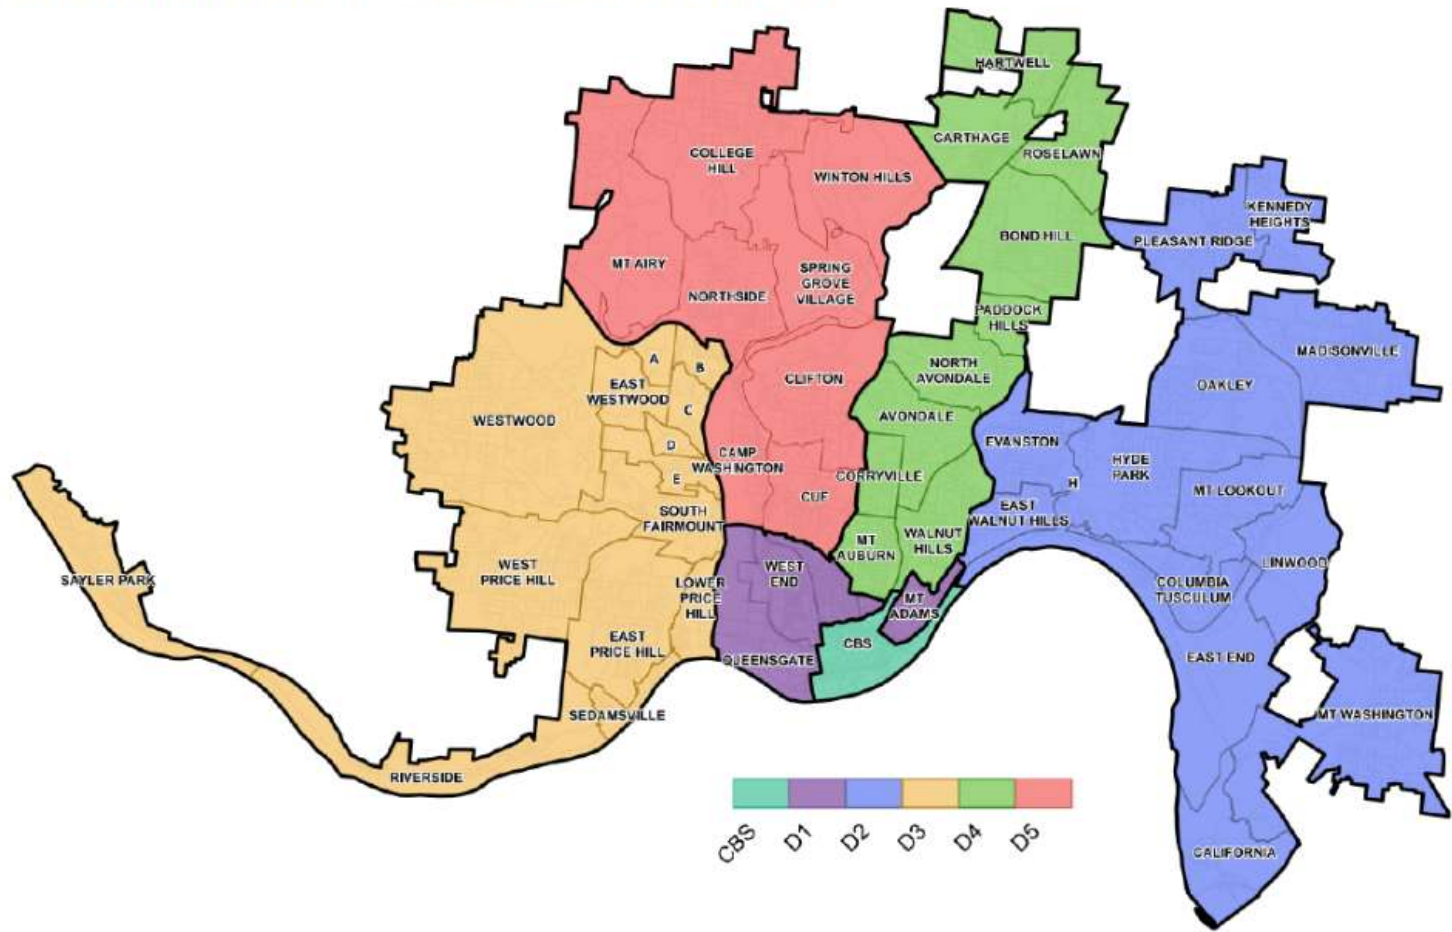 HARTWELL
CARTHAGE
ROSELAWN
COLLEGE
HILL
WINTON HILLS
KENNEDY
HEIGHTS
PLEASANT RIDGE
BOND HILL
MT AIRY
NORTHSIDE
SPRING
GROVE
VILLAGE
PADDOCK
HILLS
MADISONVILLE
A
B
EAST
WESTWOOD
CLIFTON
NORTH
AVONDALE
OAKLEY
WESTWOOD
C
AVONDALE
D
EVANSTON
CAMP
WASHINGTON
HYDE
PARK
E
CORRYVILLE
H
MT LOOKOUT
CUF
SOUTH
FAIRMOUNT
EAST
WALNUT HILLS
MT
AUBURN
WALNUT
HILLS
WEST
PRICE HILL
WEST
END
LINWOOD
SAYLER PARK
LOWER
PRICE
HILL
COLUMBIA
TUSCULUM
MT
ADAMS
EAST
PRICE HILL
CBS
QUEENSGATE
EAST END
SEDAMSVILLE
MT WASHINGTON
RIVERSIDE
CALIFORNIA
CBS
D1
D2
D3
D4
D5